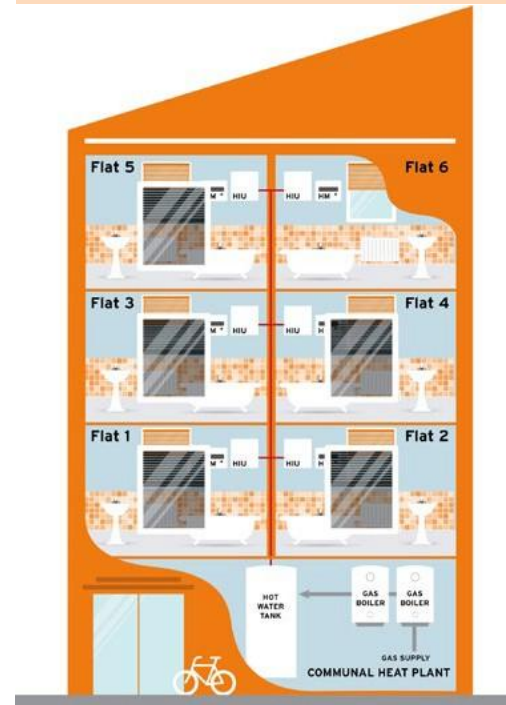 Flat 5
Flat 6
HIU
HIU
HM *
Flat 3
Flat 4
HIU
HIU
Flat 1
Flat 2
HIU
HIU
HOT
WATER
TANK
GAS
BOILER
GAS
BOILER
GAS SUPPLY
COMMUNAL HEAT PLANT